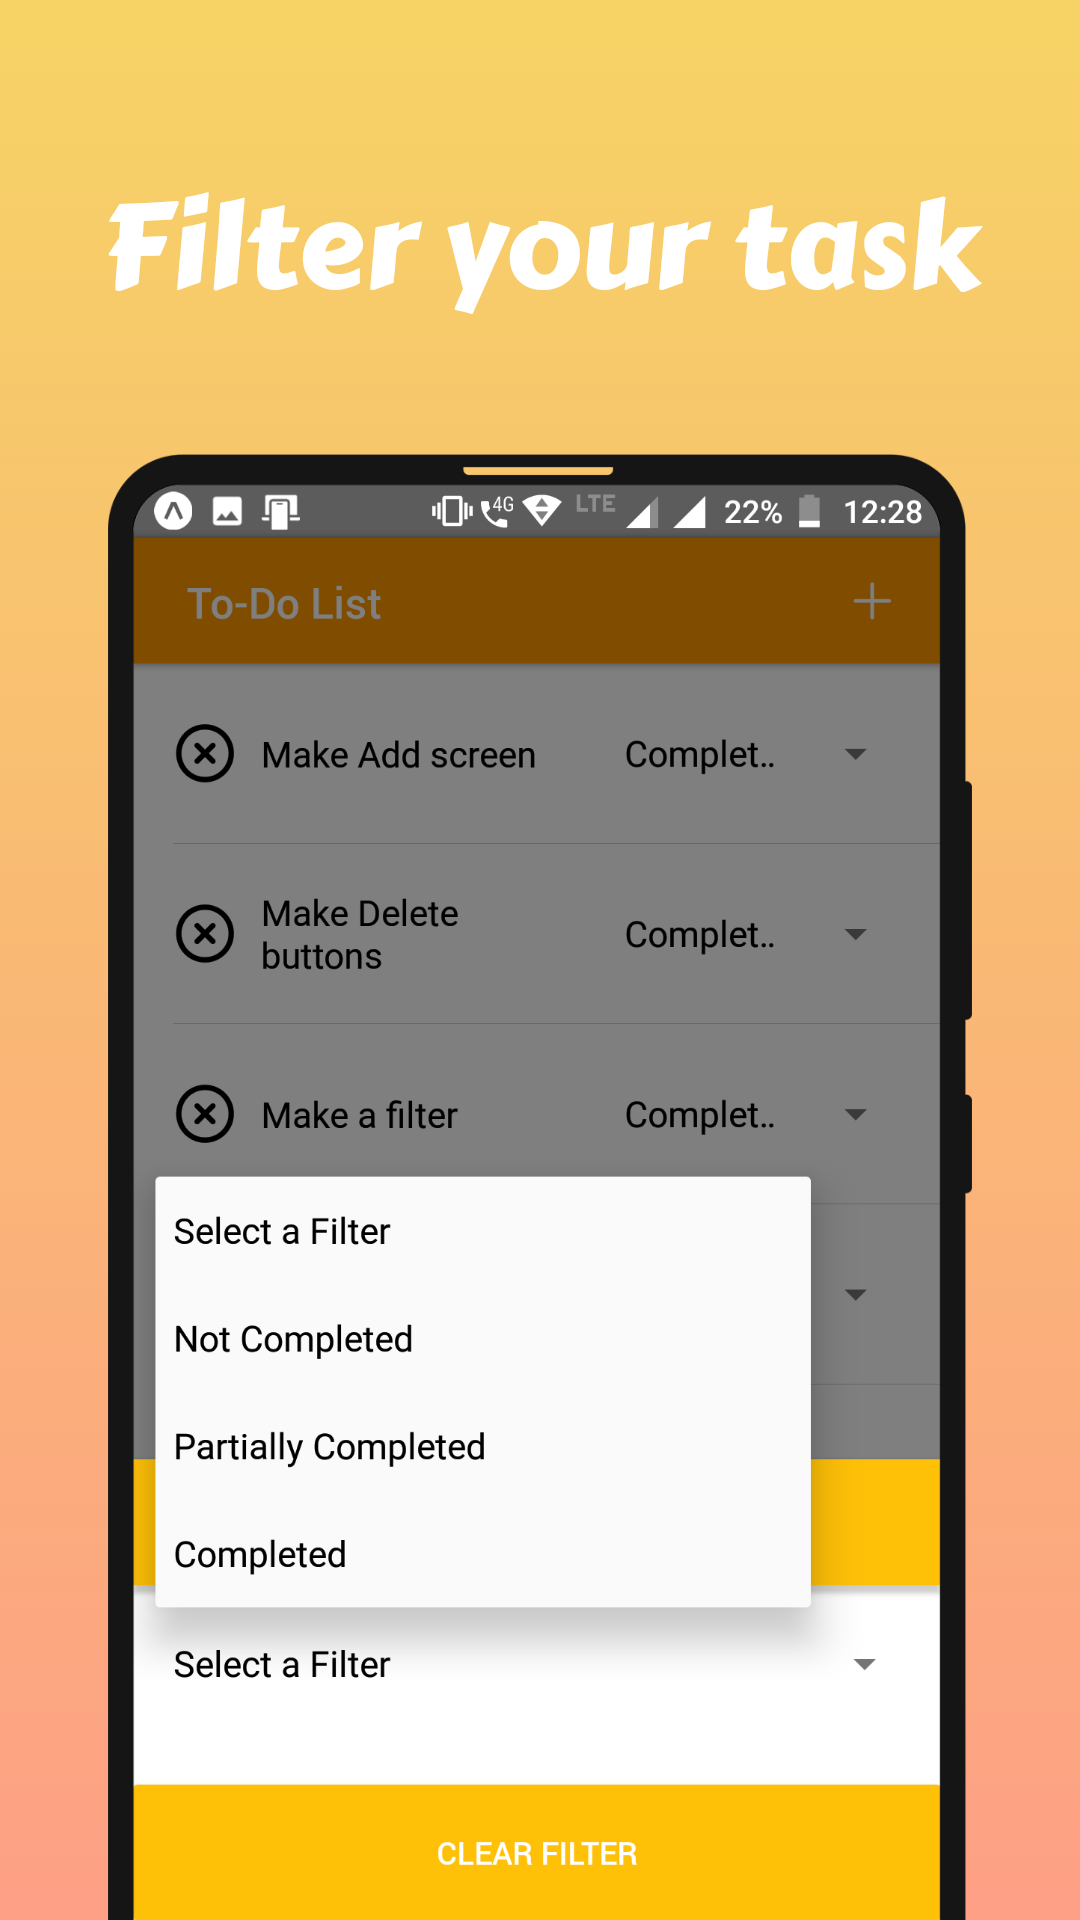 Filter your task
4G LTE 22% 12:28
To-Do List
Make Add screen Complet..
Make Delete
buttons Complet..
Make a filter Complet..
Select a Filter
Not Completed
Partially Completed
Completed
Select a Filter
CLEAR FILTER